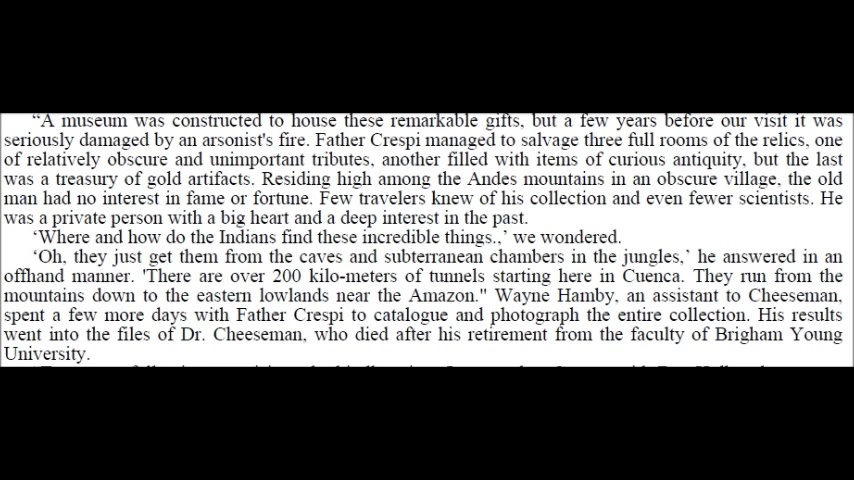 “A museum was constructed to house these remarkable gifts, but a few years before our visit it was
seriously damaged by an arsonist's fire. Father Crespi managed to salvage three full rooms of the relics, one
of relatively obscure and unimportant tributes, another filled with items of curious antiquity, but the last
was a treasury of gold artifacts. Residing high among the Andes mountains in an obscure village, the old
man had no interest in fame or fortune. Few travelers knew of his collection and even fewer scientists. He
was a private person with a big heart and a deep interest in the past.
‘Where and how do the Indians find these incredible things.,’ we wondered.
‘Oh, they just get them from the caves and subterranean chambers in the jungles,’ he answered in an
offhand manner. 'There are over 200 kilo-meters of tunnels starting here in Cuenca. They run from the
mountains down to the eastern lowlands near the Amazon." Wayne Hamby, an assistant to Cheeseman,
spent a few more days with Father Crespi to catalogue and photograph the entire collection. His results
went into the files of Dr. Cheeseman, who died after his retirement from the faculty of Brigham Young
University.